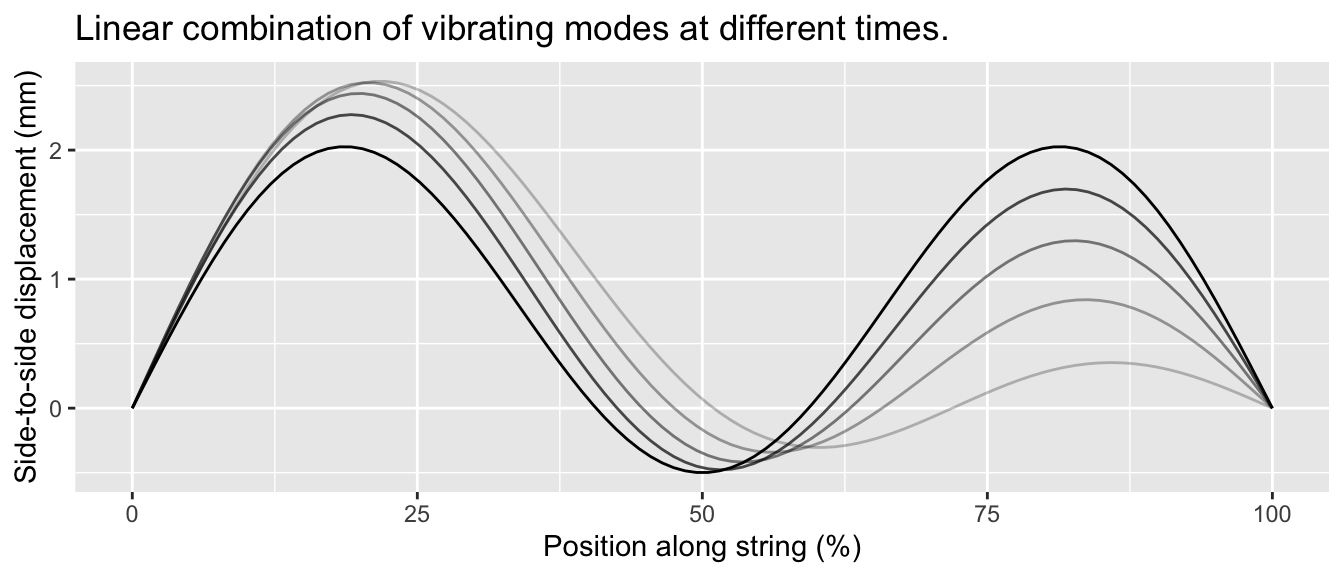 Linear combination of vibrating modes at different times.
Side-to-side displacement (mm)
2
1
0
0 25 50 75 100
Position along string (%)